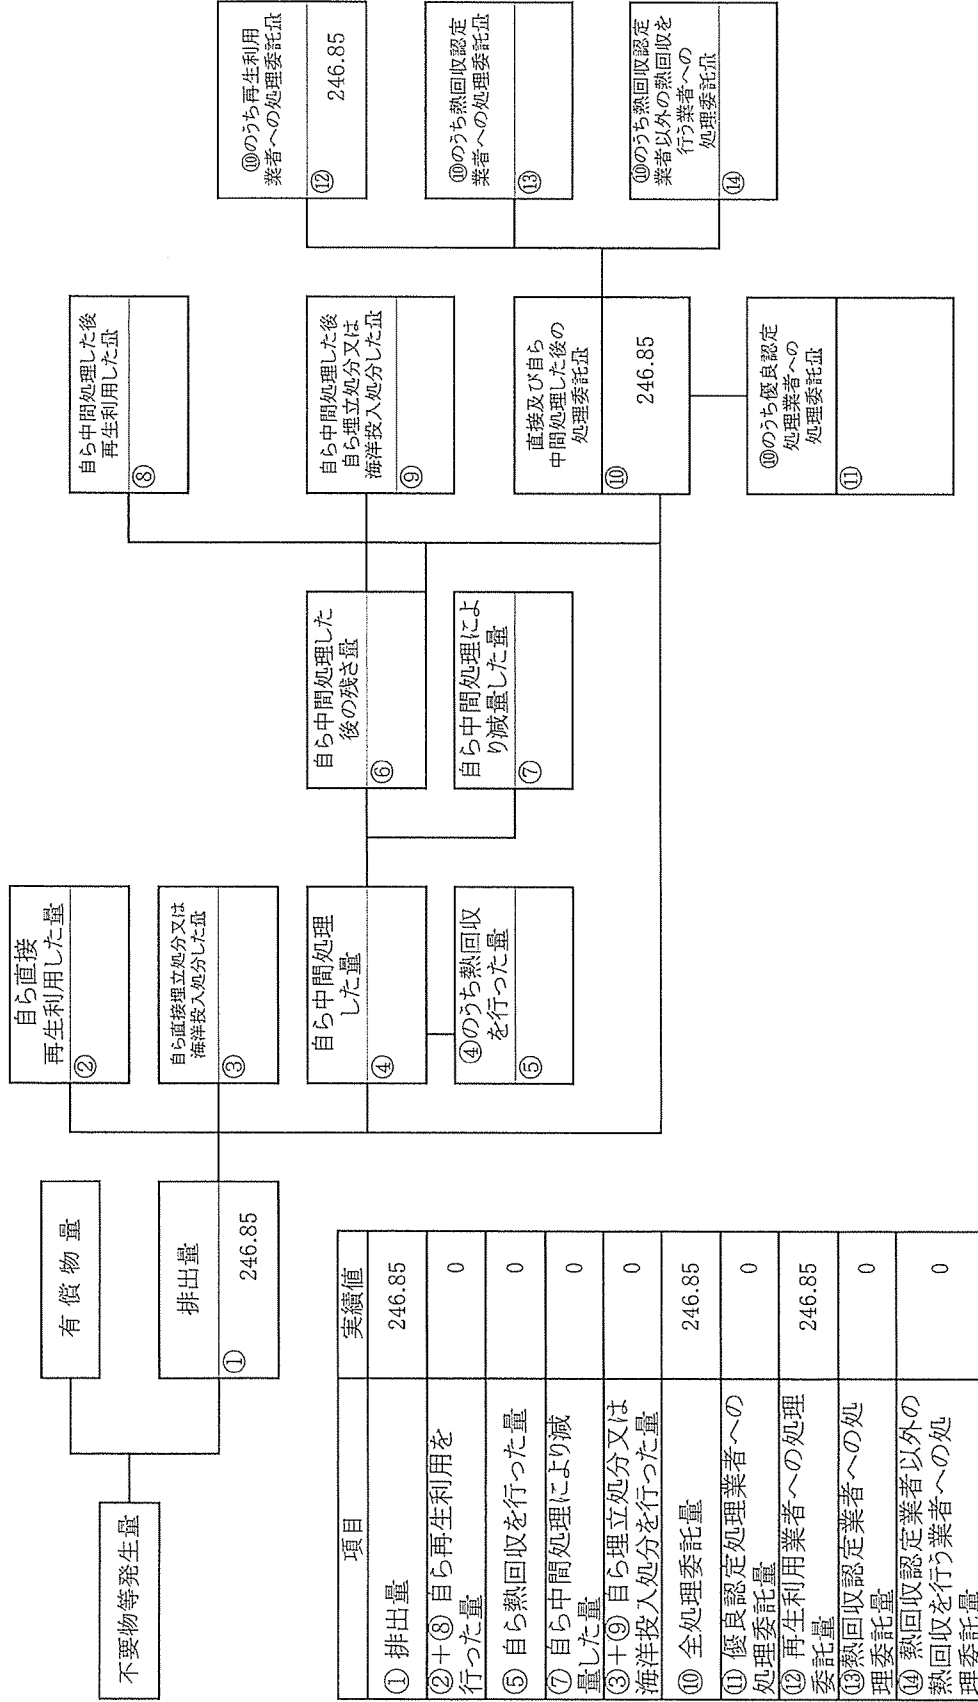 不要物等発生量
有償物量
排出量
①
246.85
自ら直接
再生利用した量
②
自ら直接埋立処分又は
海洋投入処分した量
③
自ら中間処理
した量
④
④のうち熱回収
を行った量
⑤
自ら中間処理した
後の残さ量
⑥
自ら中間処理によ
り減量した量
⑦
自ら中間処理した後
再生利用した量
⑧
自ら中間処理した後
自ら埋立処分又は
海洋投入処分した量
⑨
直接及び自ら
中間処理した後の
処理委託量
⑩
246.85
⑩のうち優良認定
処理業者への
処理委託量
⑪
⑩のうち再生利用
業者への処理委託量
⑫
246.85
⑩のうち熱回収認定
業者への処理委託量
⑬
⑩のうち熱回収認定
業者以外の熱回収を
行う業者への
処理委託量
⑭
項目 実績値
① 排出量 246.85
②+⑧ 自ら再生利用を
行った量 0
⑤ 自ら熱回収を行った量 0
⑦ 自ら中間処理により減
量した量 0
③+⑨ 自ら埋立処分又は
海洋投入処分を行った量 0
⑩ 全処理委託量 246.85
⑪ 優良認定処理業者への
処理委託量 0
⑫ 再生利用業者への処理
委託量 246.85
⑬熱回収認定業者への処
理委託量 0
⑭ 熱回収認定業者以外の
熱回収を行う業者への処
理委託量 0